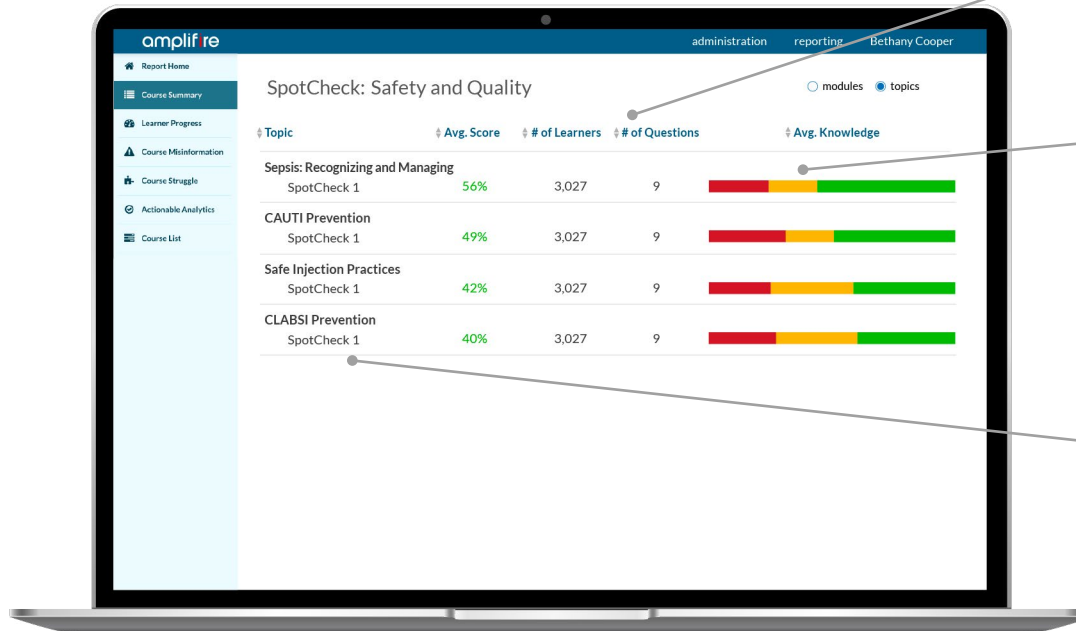 amplifire
administration reporting Bethany Cooper
Report Home
Course Summary
Learner Progress
Course Misinformation
Course Struggle
Actionable Analytics
Course List
SpotCheck: Safety and Quality
modules topics
Topic Avg. Score # of Learners # of Questions Avg. Knowledge
Sepsis: Recognizing and Managing
SpotCheck 1 56% 3,027 9
CAUTI Prevention
SpotCheck 1 49% 3,027 9
Safe Injection Practices
SpotCheck 1 42% 3,027 9
CLABSI Prevention
SpotCheck 1 40% 3,027 9